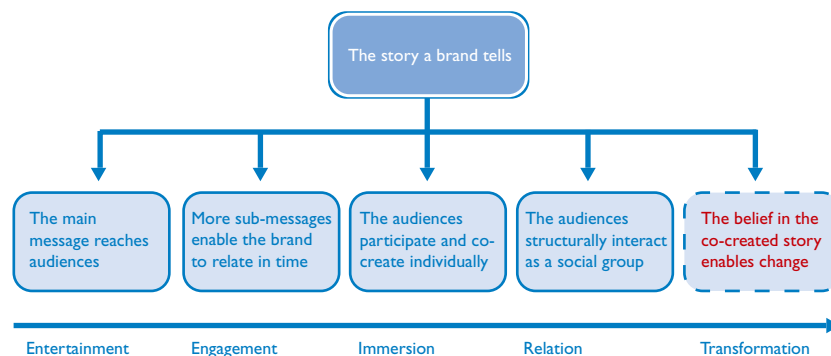 The story a brand tells
The main
message reaches
audiences
More sub-messages
enable the brand
to relate in time
The audiences
participate and co-
create individually
The audiences
structurally interact
as a social group
The belief in the
co-created story
enables change
Entertainment
Engagement
Immersion
Relation
Transformation